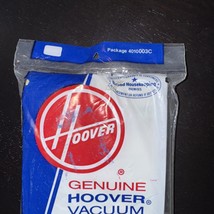 Package 4010003C
HOOVER
®
GENUINE
HOOVER®
VACUUM